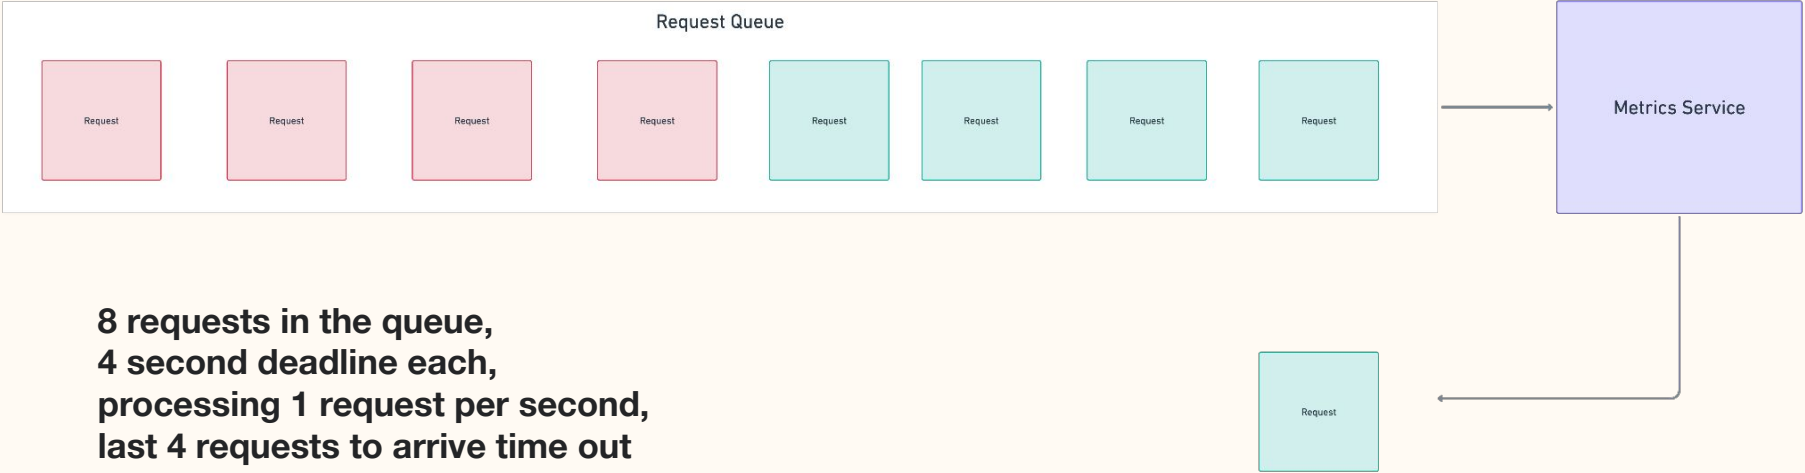 Request Queue
Request
Request
Request
Request
Request
Request
Request
Request
Metrics Service
8 requests in the queue,
4 second deadline each,
processing 1 request per second,
last 4 requests to arrive time out
Request